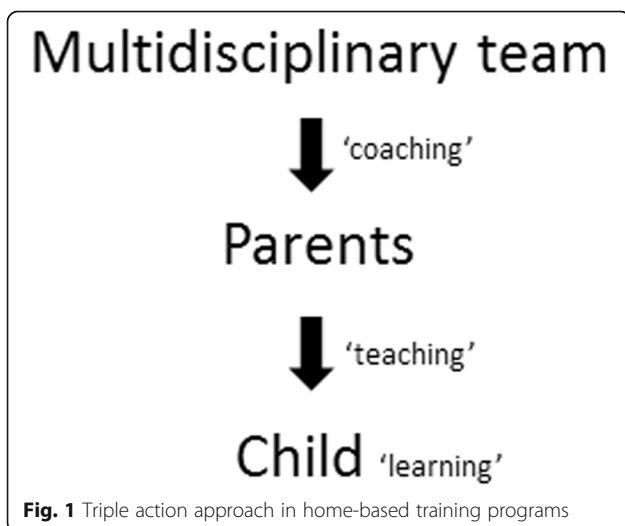 Multidisciplinary team
‘coaching’
Parents
‘teaching’
Child ‘learning’
Fig. 1 Triple action approach in home-based training programs